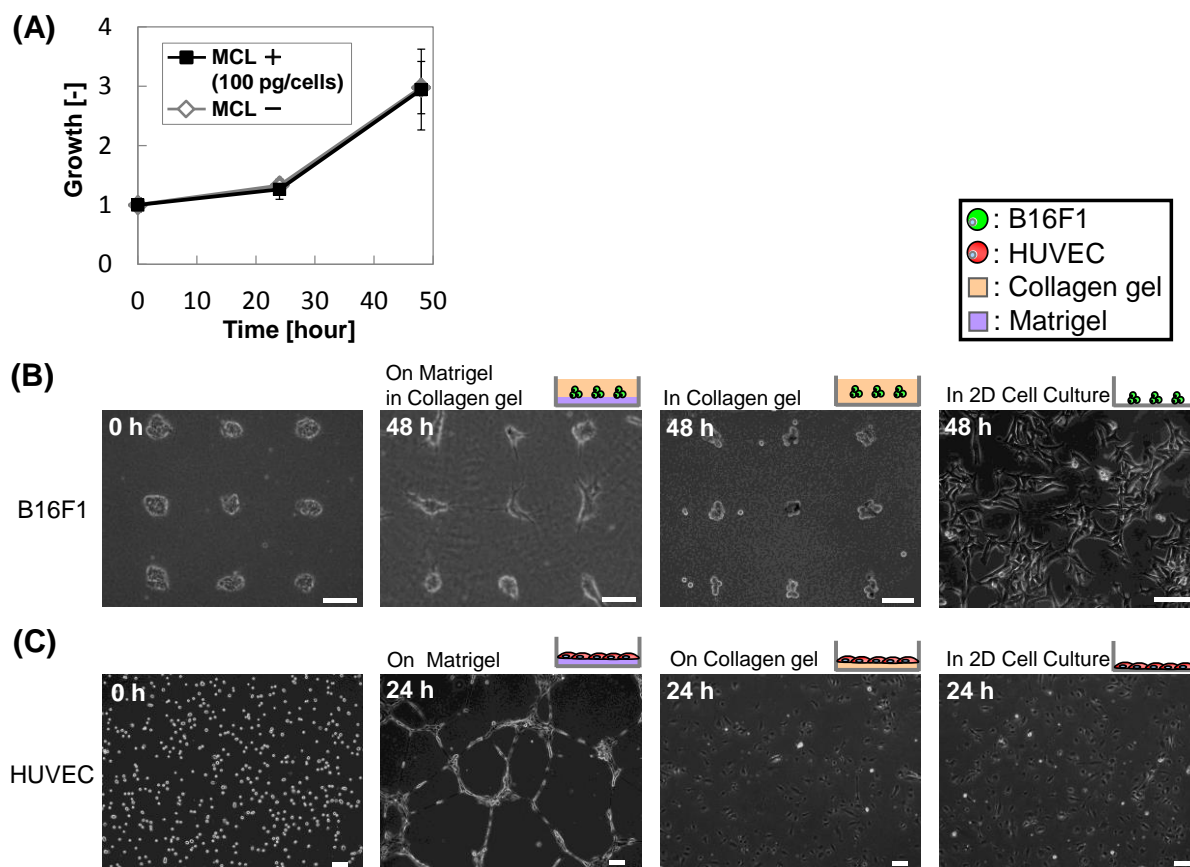 (A)
4
3
2
1
0
Growth [-]
MCL +
(100 pg/cells)
MCL −
0 10 20 30 40 50
Time [hour]
: B16F1
: HUVEC
: Collagen gel
: Matrigel
(B)
B16F1
0 h
On Matrigel
in Collagen gel
48 h
In Collagen gel
48 h
In 2D Cell Culture
48 h
(C)
HUVEC
0 h
On Matrigel
24 h
On Collagen gel
24 h
In 2D Cell Culture
24 h